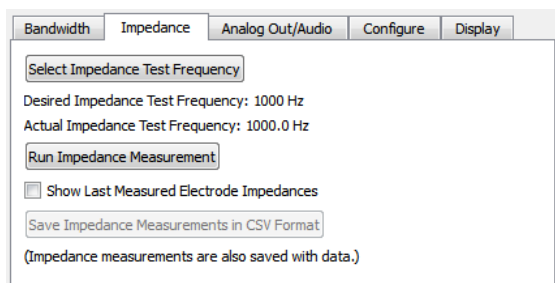 Bandwidth Impedance Analog Out/Audio Configure Display
Select Impedance Test Frequency
Desired Impedance Test Frequency: 1000 Hz
Actual Impedance Test Frequency: 1000.0 Hz
Run Impedance Measurement
Show Last Measured Electrode Impedances
Save Impedance Measurements in CSV Format
(Impedance measurements are also saved with data.)